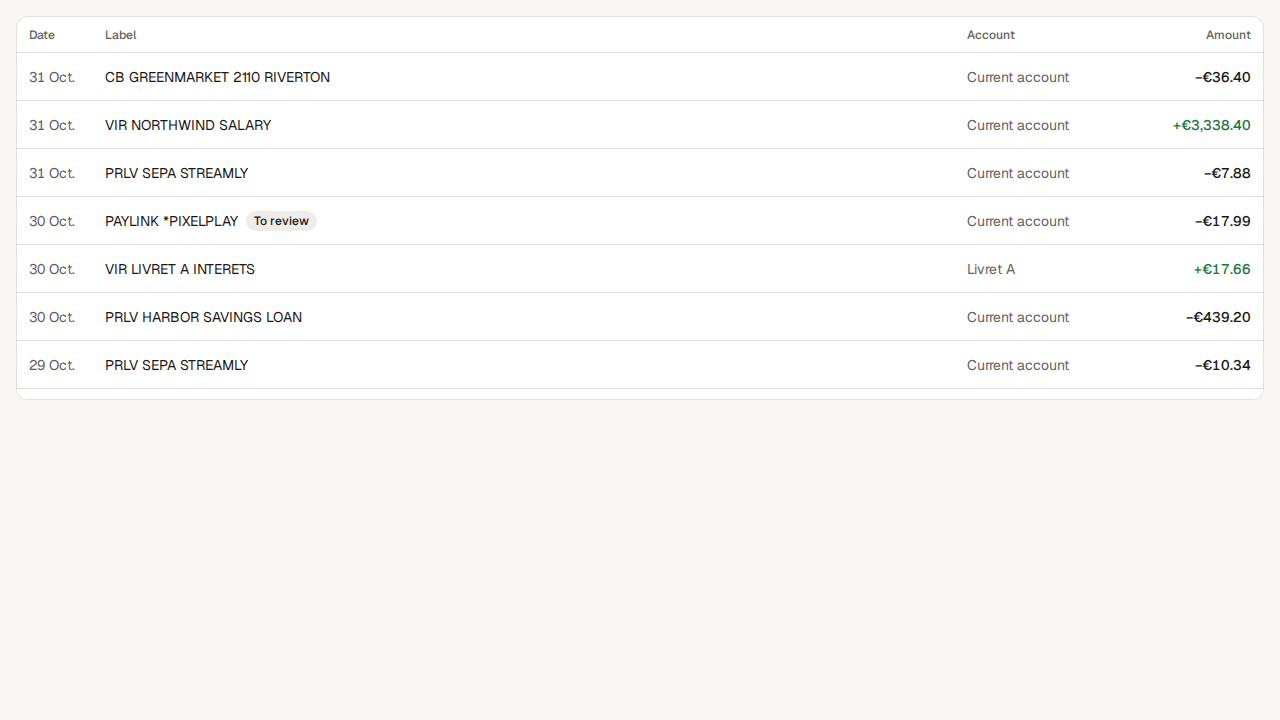 Date Label Account Amount
31 Oct. CB GREENMARKET 2110 RIVERTON Current account −€36.40
31 Oct. VIR NORTHWIND SALARY Current account +€3,338.40
31 Oct. PRLV SEPA STREAMLY Current account −€7.88
30 Oct. PAYLINK *PIXELPLAY To review Current account −€17.99
30 Oct. VIR LIVRET A INTERETS Livret A +€17.66
30 Oct. PRLV HARBOR SAVINGS LOAN Current account −€439.20
29 Oct. PRLV SEPA STREAMLY Current account −€10.34